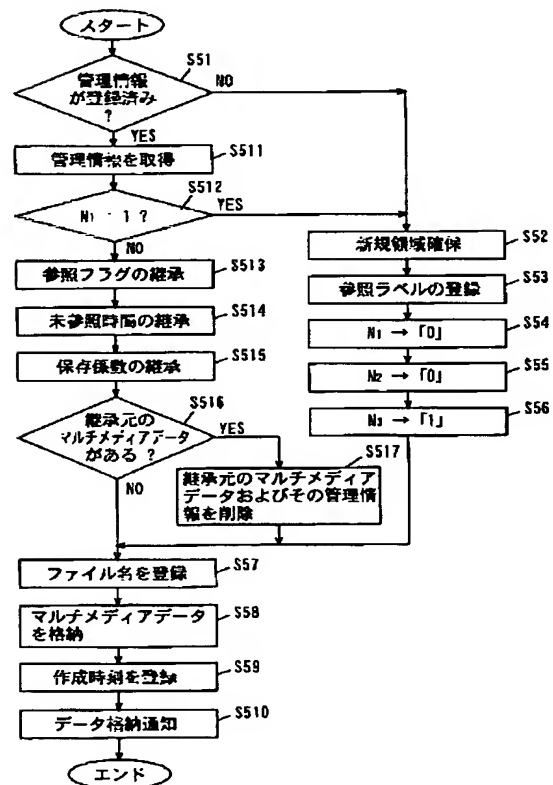 スタート
S51
管理情報
が登録済み
?
NO
YES
管理情報を取得
S511
S512
N1 = 1 ?
YES
NO
参照フラグの継承
S513
未参照時間の継承
S514
保存係数の継承
S515
S516
継承元の
マルチメディアデータ
がある ?
YES
NO
S517
継承元のマルチメディア
データおよびその管理情
報を削除
新規領域確保
S52
参照ラベルの登録
S53
N1 → 「0」
S54
N2 → 「0」
S55
N3 → 「1」
S56
ファイル名を登録
S57
マルチメディアデータ
を格納
S58
作成時刻を登録
S59
データ格納通知
S510
エンド